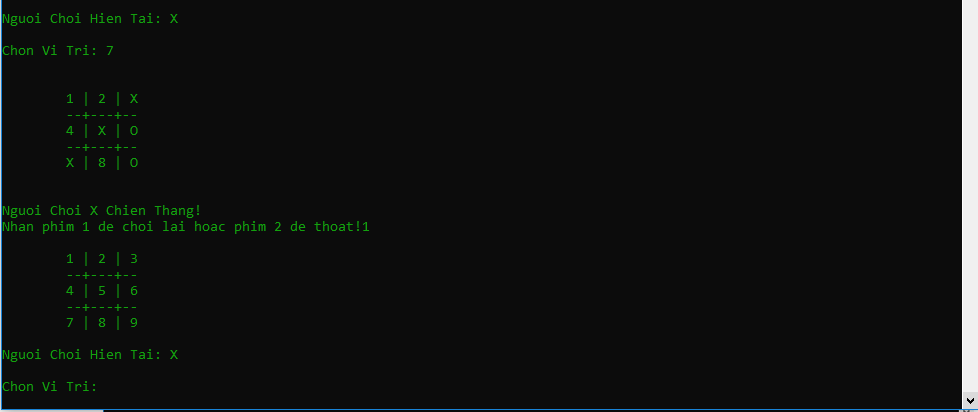 Nguoi Choi Hien Tai: X
Chon Vi Tri: 7
1 | 2 | X
--+---+--
4 | X | O
--+---+--
X | 8 | O
Nguoi Choi X Chien Thang!
Nhan phim 1 de choi lai hoac phim 2 de thoat!1
1 | 2 | 3
--+---+--
4 | 5 | 6
--+---+--
7 | 8 | 9
Nguoi Choi Hien Tai: X
Chon Vi Tri: